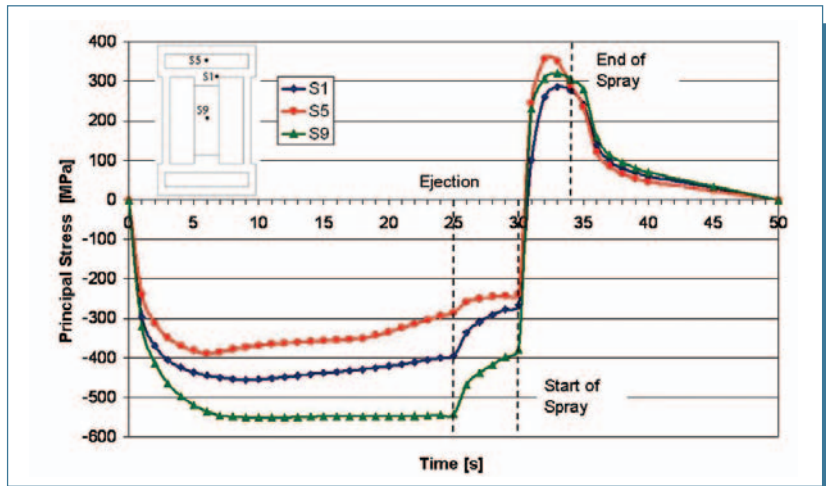 400
300
200
100
0
-100
-200
-300
-400
-500
-600
Principal Stress [MPa]
S5
S1
S9
S1
S5
S9
Ejection
End of
Spray
Start of
Spray
0 5 10 15 20 25 30 35 40 45 50
Time [s]